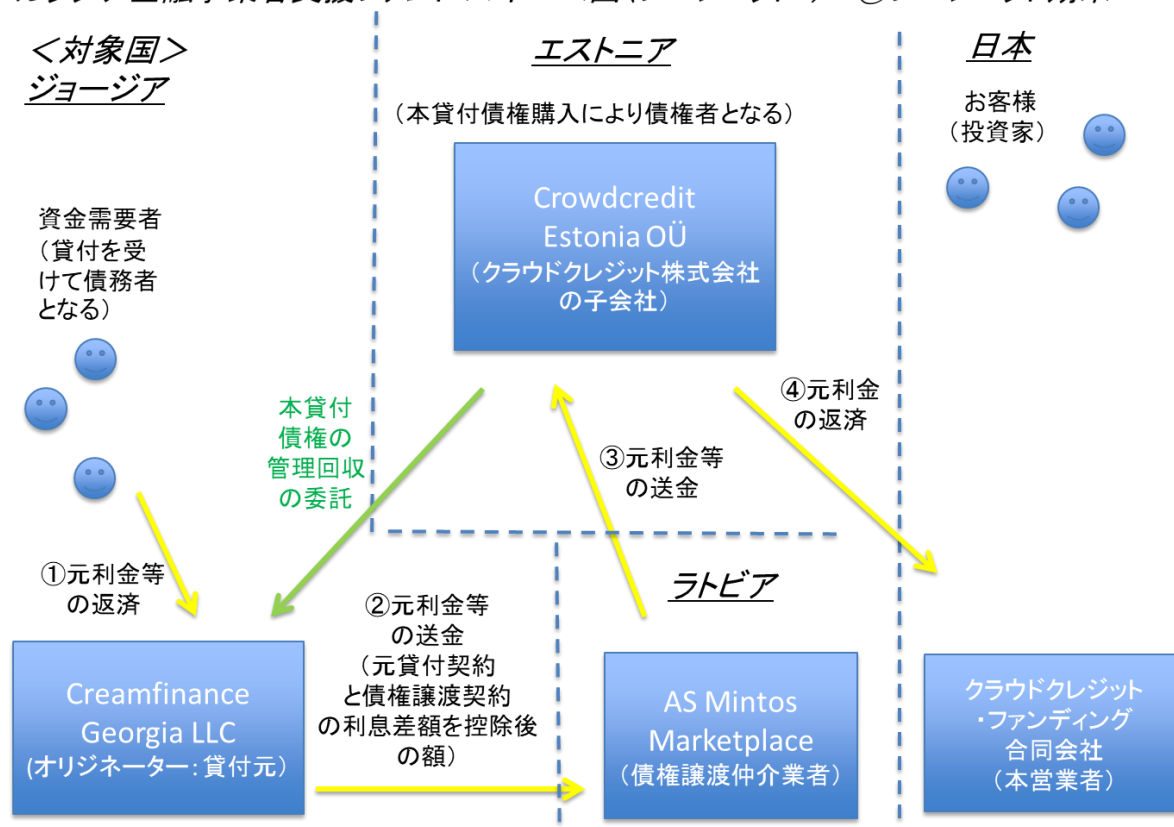 <対象国>
ジョージア
エストニア
日本
(本貸付債権購入により債権者となる)
お客様
(投資家)
Crowdcredit
Estonia OÜ
(クラウドクレジット株式会社
の子会社)
資金需要者
(貸付を受
けて債務者
となる)
本貸付
債権の
管理回収
の委託
④元利金
の返済
③元利金等
の送金
①元利金等
の返済
②元利金等
の送金
(元貸付契約
と債権譲渡契約
の利息差額を控除後
の額)
ラトビア
Creamfinance
Georgia LLC
(オリジネーター:貸付元)
AS Mintos
Marketplace
(債権譲渡仲介業者)
クラウドクレジット
・ファンディング
合同会社
(本営業者)